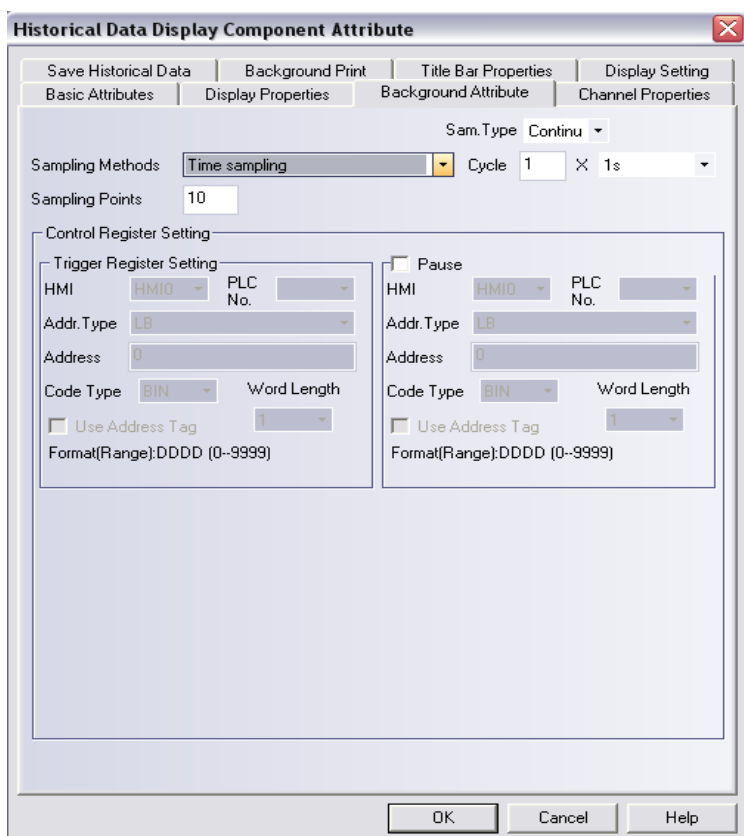 Historical Data Display Component Attribute
Save Historical Data Background Print Title Bar Properties Display Setting
Basic Attributes Display Properties Background Attribute Channel Properties
Sam.Type Continu
Sampling Methods Time sampling Cycle 1 X 1s
Sampling Points 10
Control Register Setting
Trigger Register Setting Pause
HMI HMI0 PLC No. HMI HMI0 PLC No.
Addr.Type LB Addr.Type LB
Address 0 Address 0
Code Type BIN Word Length Code Type BIN Word Length
Use Address Tag 1 Use Address Tag 1
Format(Range):DDDD (0--9999) Format(Range):DDDD (0--9999)
OK Cancel Help